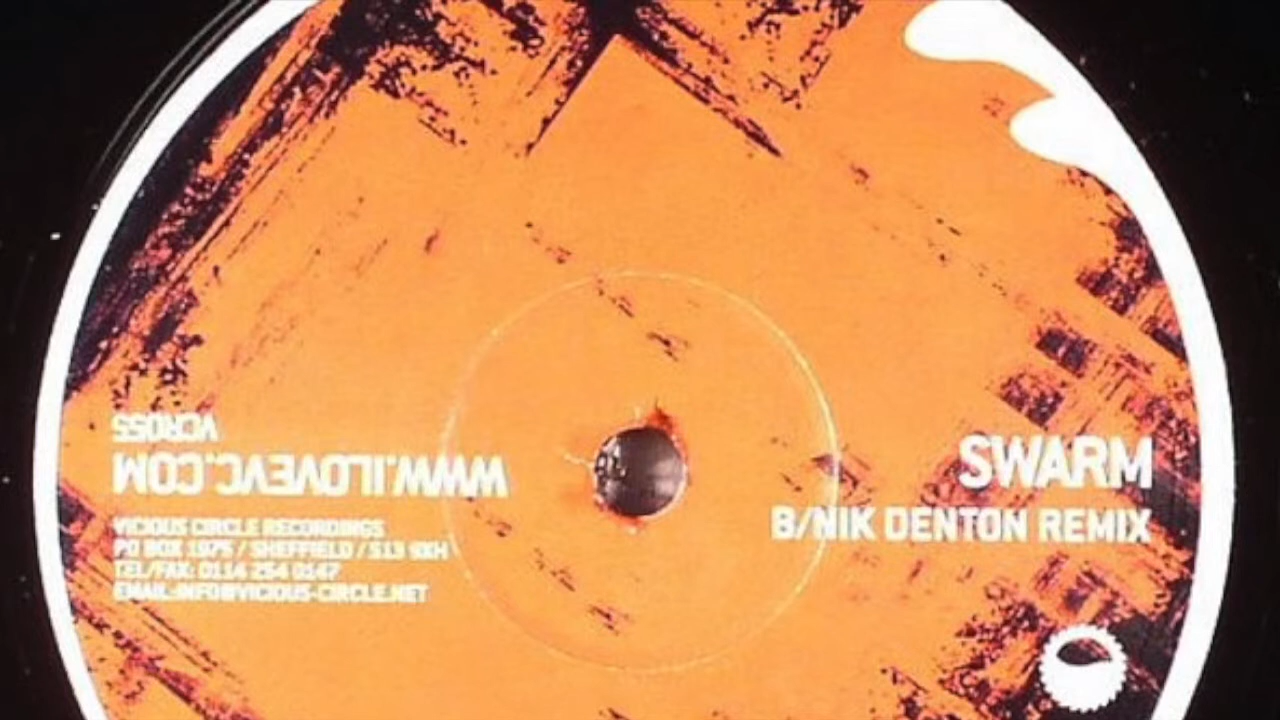 VCR055
WWW.ILOVEVC.COM
VICIOUS CIRCLE RECORDINGS
PO BOX 1975 / SHEFFIELD / S13 9XH
TEL/FAX: 0114 254 0147
EMAIL:INFO@VICIOUS-CIRCLE.NET
SWARM
B/NIK DENTON REMIX